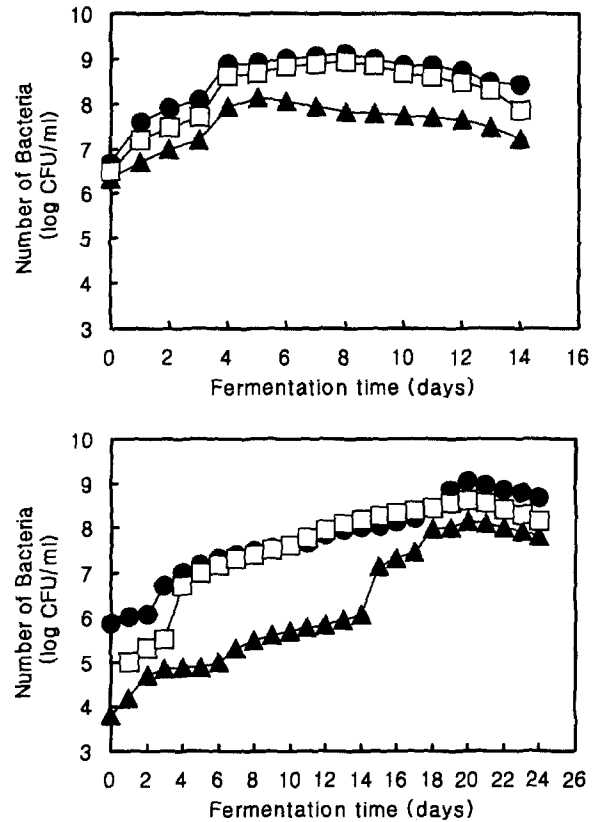 10
9
8
7
6
5
4
3
Number of Bacteria
(log CFU/ml)
0 2 4 6 8 10 12 14 16
Fermentation time (days)
10
9
8
7
6
5
4
3
Number of Bacteria
(log CFU/ml)
0 2 4 6 8 10 11 14 16 18 20 22 24 26
Fermentation time (days)